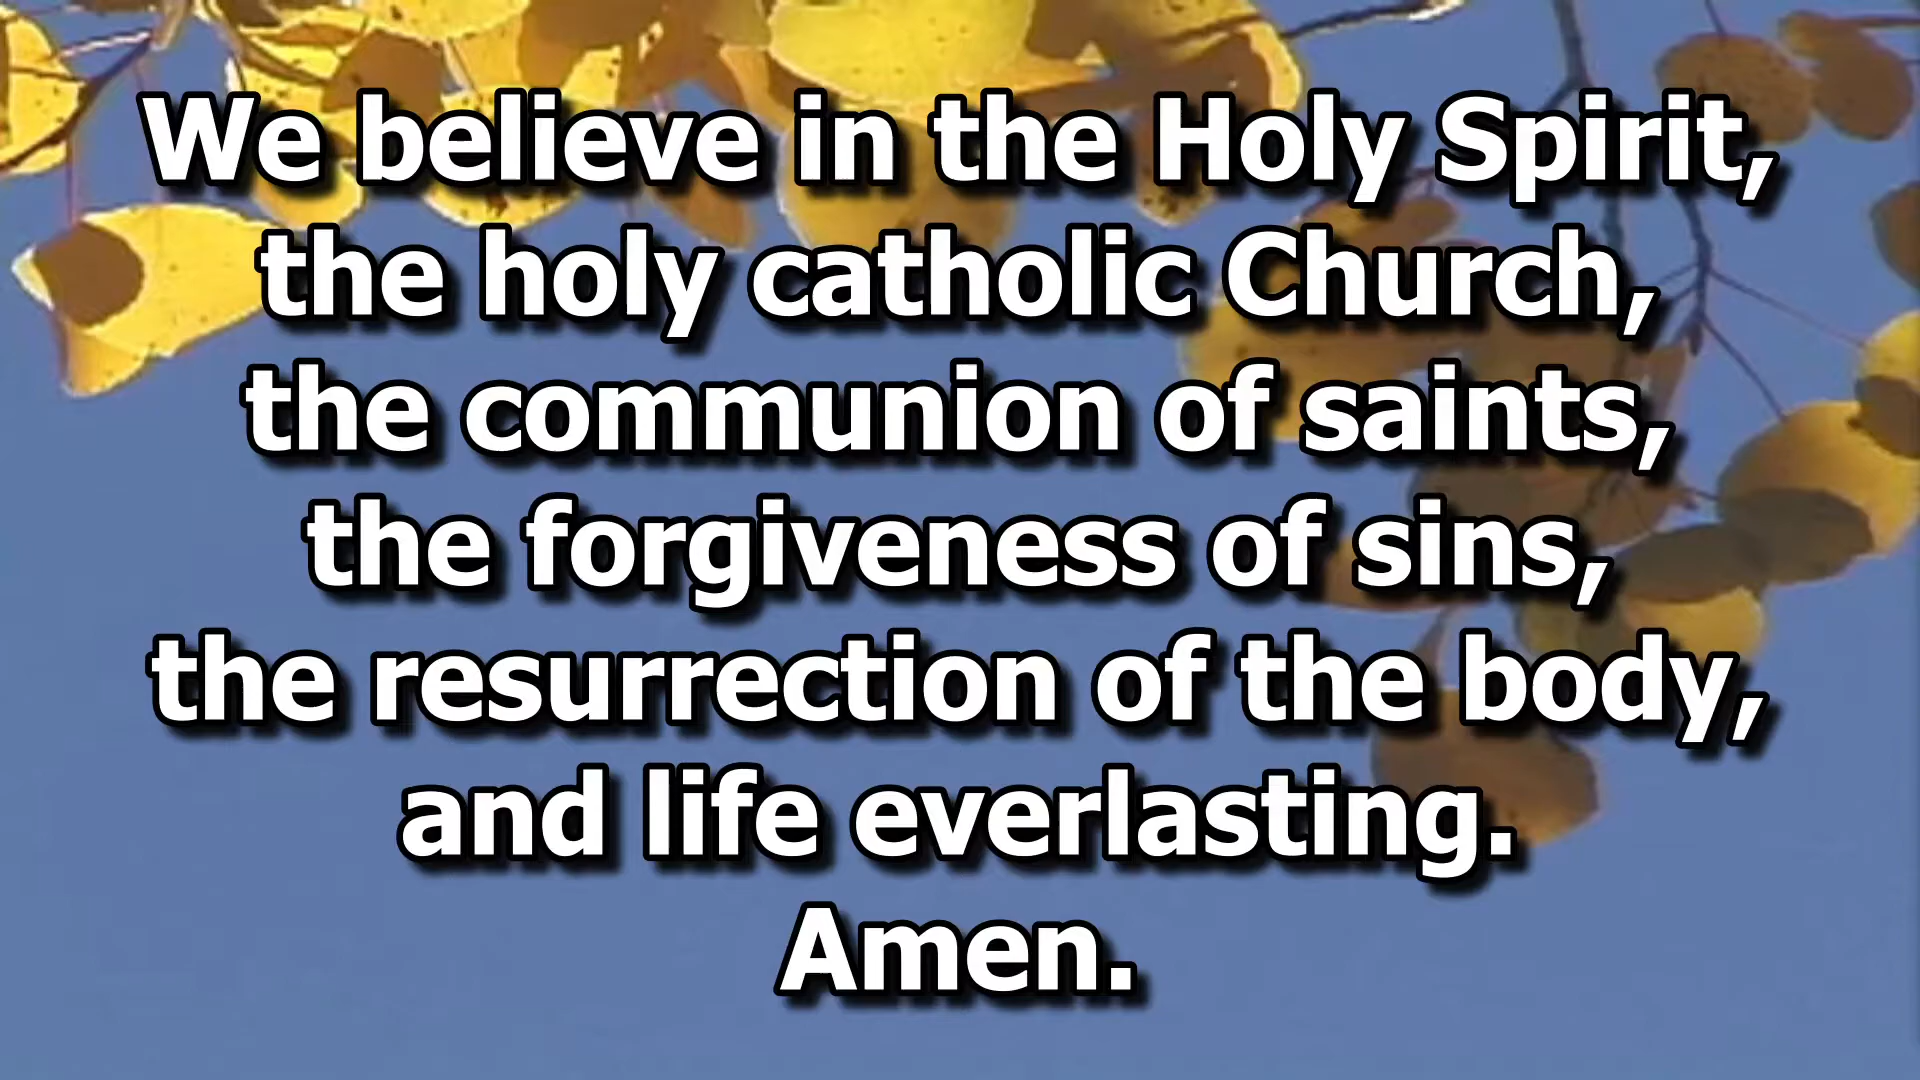 We believe in the Holy Spirit,
the holy catholic Church,
the communion of saints,
the forgiveness of sins,
the resurrection of the body,
and life everlasting.
Amen.